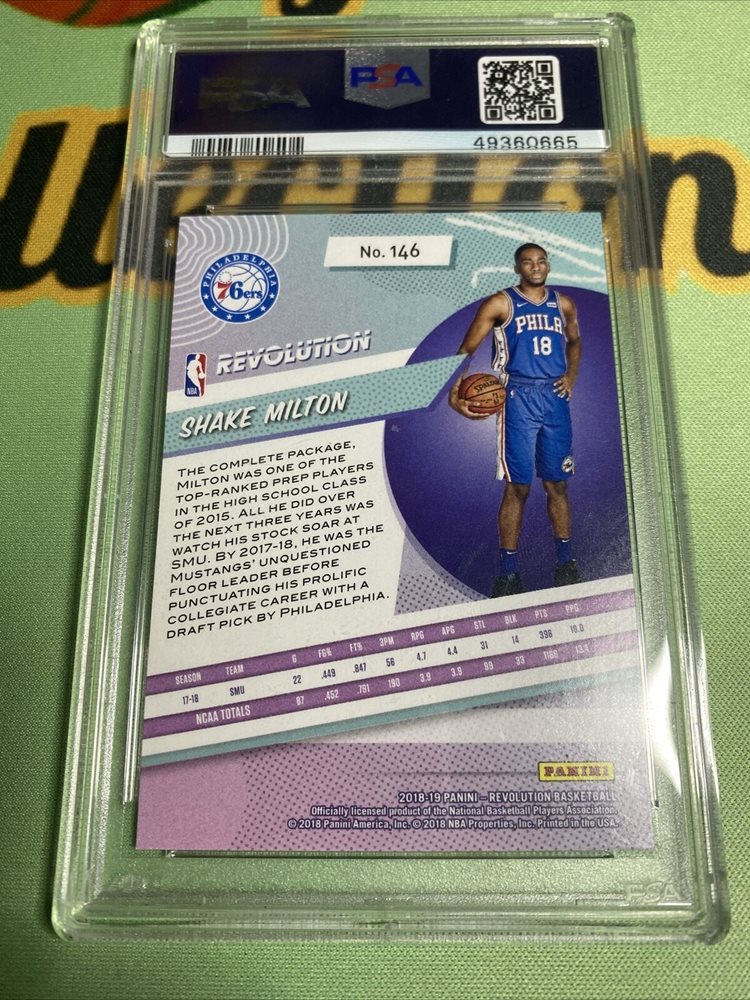 PSA
49360665
No. 146
PHILADELPHIA
76ers
NBA
REVOLUTION
SHAKE MILTON
PHILA
18
SPALDING
THE COMPLETE PACKAGE,
MILTON WAS ONE OF THE
TOP-RANKED PREP PLAYERS
IN THE HIGH SCHOOL CLASS
OF 2015. ALL HE DID OVER
THE NEXT THREE YEARS WAS
WATCH HIS STOCK SOAR AT
SMU. BY 2017-18, HE WAS THE
MUSTANGS' UNQUESTIONED
FLOOR LEADER BEFORE
PUNCTUATING HIS PROLIFIC
COLLEGIATE CAREER WITH A
DRAFT PICK BY PHILADELPHIA.
SEASON TEAM G FG% FT% 3PM RPG APG STL BLK PTS PPG
17-18 SMU 22 .449 .847 56 4.7 4.4 31 14 396 18.0
NCAA TOTALS 87 .452 .791 190 3.9 3.9 99 33 1166 13.4
PANINI
2018-19 PANINI – REVOLUTION BASKETBALL
Officially licensed product of the National Basketball Players Association.
© 2018 Panini America, Inc. © 2018 NBA Properties, Inc. Printed in the USA.
PSA